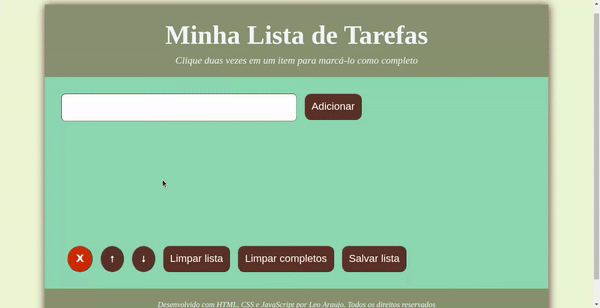 Minha Lista de Tarefas
Clique duas vezes em um item para marcá-lo como completo
Adicionar
X ↑ ↓ Limpar lista Limpar completos Salvar lista
Desenvolvido com HTML, CSS e JavaScript por Leo Araujo. Todos os direitos reservados